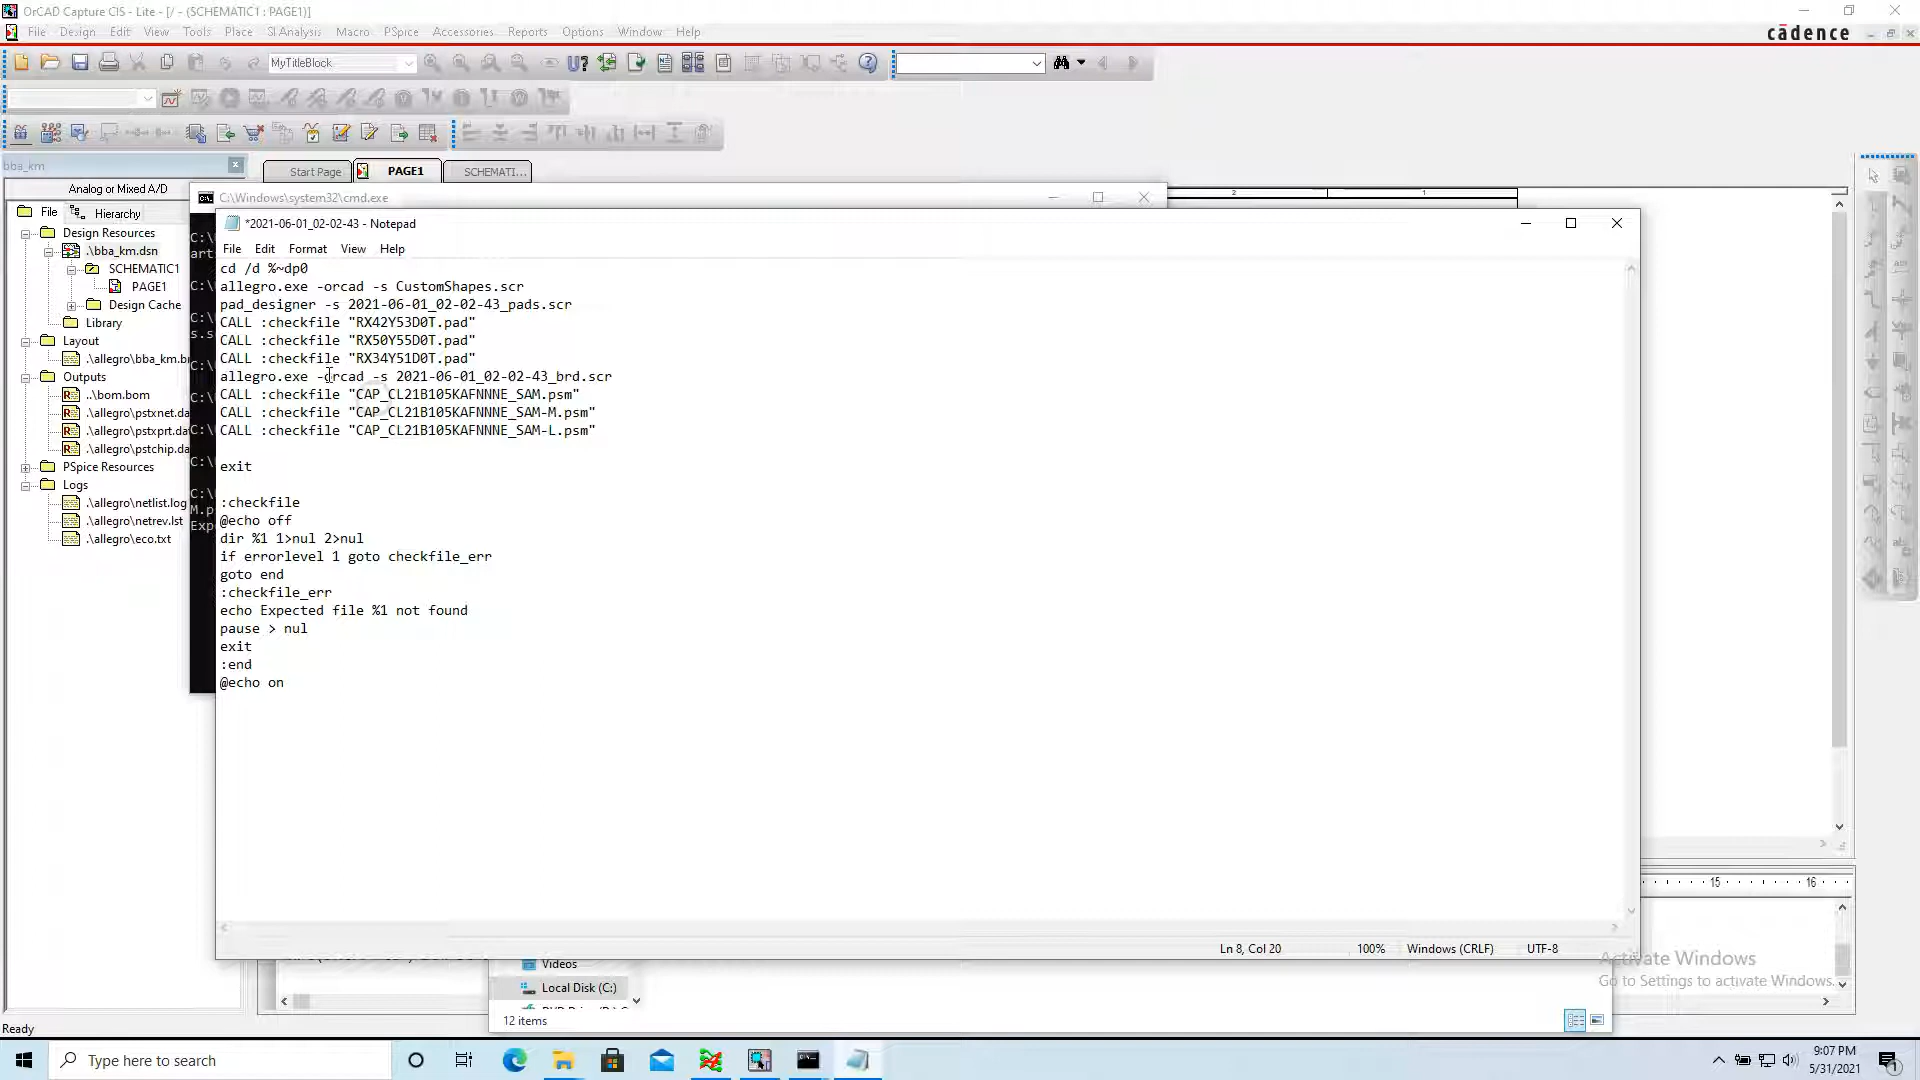 OrCAD Capture CIS - Lite - [/ - (SCHEMATIC1 : PAGE1)]
File Design Edit View Tools Place SI Analysis Macro PSpice Accessories Reports Options Window Help
cādence
MyTitleBlock
bba_km
Start Page
PAGE1
SCHEMATI...
Analog or Mixed A/D
File
Hierarchy
Design Resources
.\bba_km.dsn
SCHEMATIC1
PAGE1
Design Cache
Library
Layout
.\allegro\bba_km.br
Outputs
..\bom.bom
.\allegro\pstxnet.da
.\allegro\pstxprt.da
.\allegro\pstchip.da
PSpice Resources
Logs
.\allegro\netlist.log
.\allegro\netrev.lst
.\allegro\eco.txt
C:\Windows\system32\cmd.exe
2
1
*2021-06-01_02-02-43 - Notepad
File Edit Format View Help
cd /d %~dp0
allegro.exe -orcad -s CustomShapes.scr
pad_designer -s 2021-06-01_02-02-43_pads.scr
CALL :checkfile "RX42Y53D0T.pad"
CALL :checkfile "RX50Y55D0T.pad"
CALL :checkfile "RX34Y51D0T.pad"
allegro.exe -orcad -s 2021-06-01_02-02-43_brd.scr
CALL :checkfile "CAP_CL21B105KAFNNNE_SAM.psm"
CALL :checkfile "CAP_CL21B105KAFNNNE_SAM-M.psm"
CALL :checkfile "CAP_CL21B105KAFNNNE_SAM-L.psm"
exit
:checkfile
@echo off
dir %1 1>nul 2>nul
if errorlevel 1 goto checkfile_err
goto end
:checkfile_err
echo Expected file %1 not found
pause > nul
exit
:end
@echo on
Ln 8, Col 20
100%
Windows (CRLF)
UTF-8
15
16
Activate Windows
Go to Settings to activate Windows.
Videos
Local Disk (C:)
12 items
Ready
Type here to search
9:07 PM
5/31/2021
1